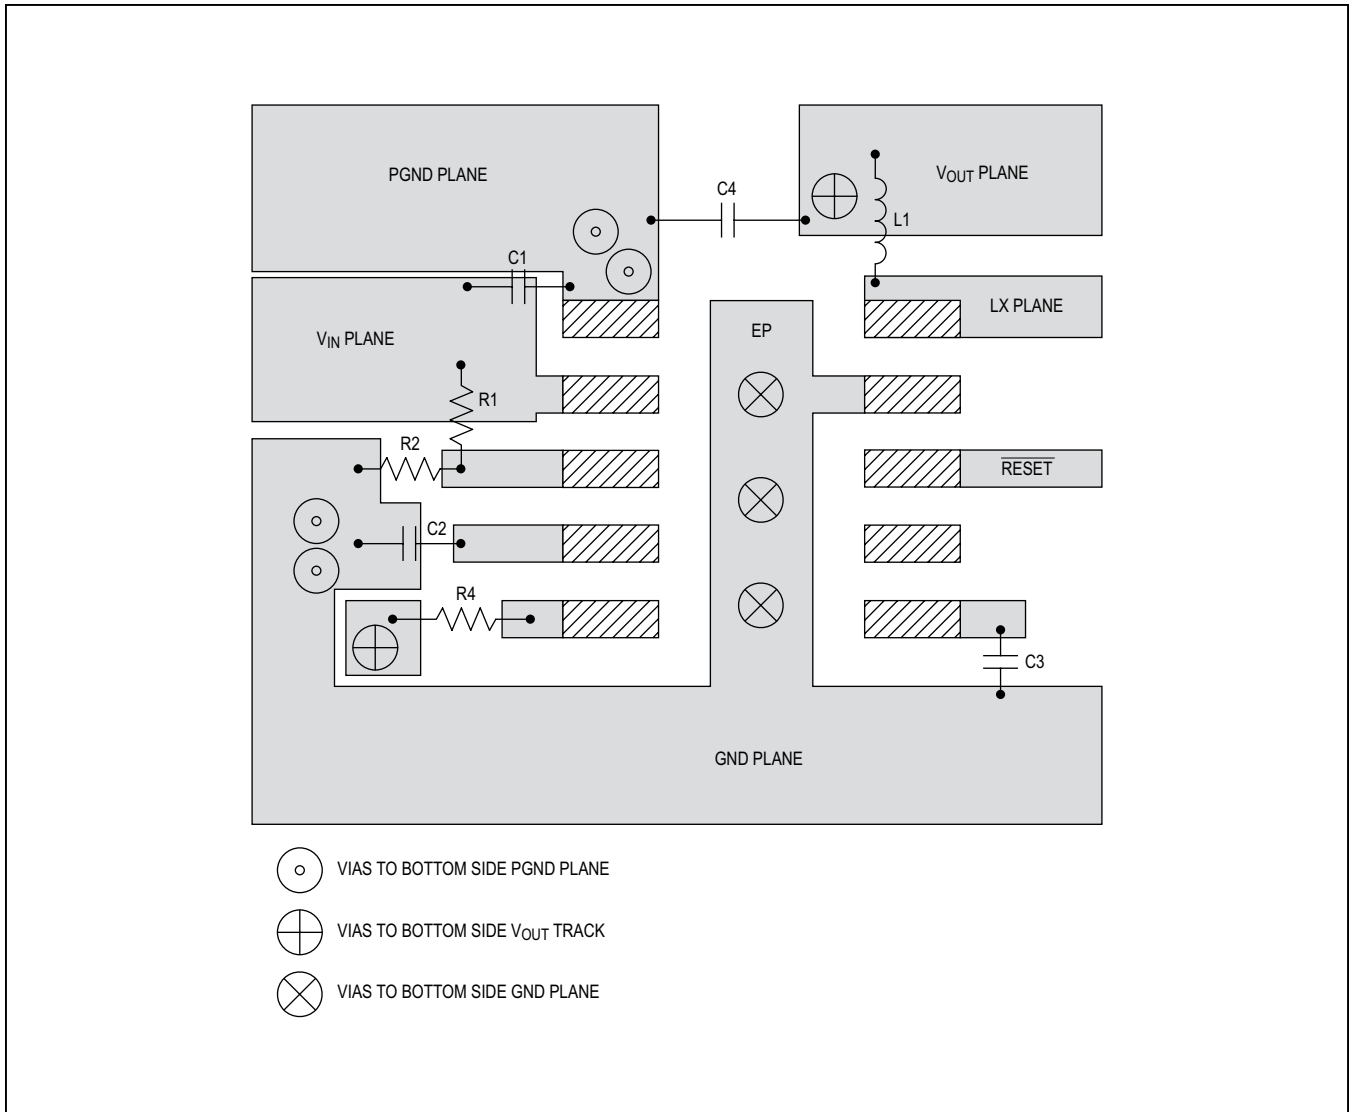 PGND PLANE
VOUT PLANE
C4
L1
C1
LX PLANE
EP
VIN PLANE
R1
R2
RESET
C2
R4
C3
GND PLANE
VIAS TO BOTTOM SIDE PGND PLANE
VIAS TO BOTTOM SIDE VOUT TRACK
VIAS TO BOTTOM SIDE GND PLANE